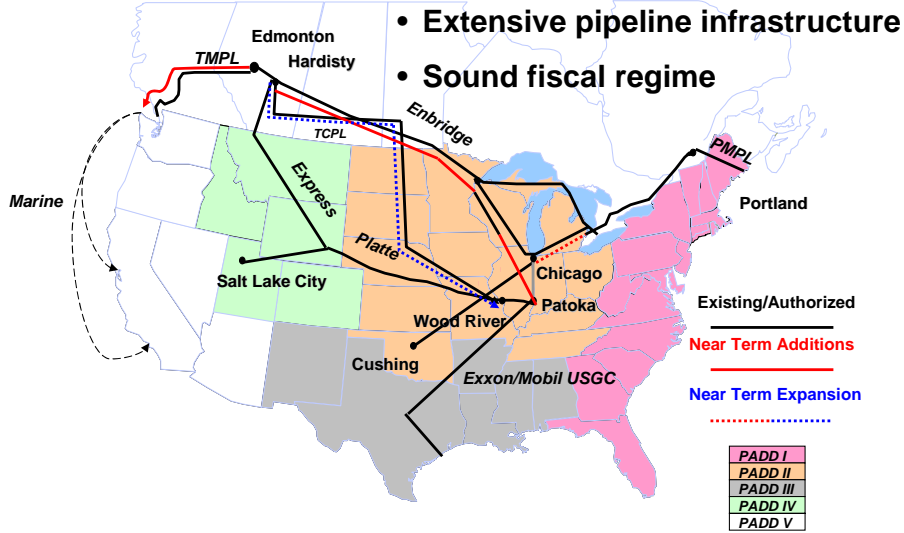 • Extensive pipeline infrastructure
• Sound fiscal regime
Edmonton
TMPL
Hardisty
Enbridge
TCPL
PMPL
Express
Marine
Portland
Platte
Salt Lake City
Chicago
Patoka
Wood River
Cushing
Exxon/Mobil USGC
Existing/Authorized
Near Term Additions
Near Term Expansion
PADD I
PADD II
PADD III
PADD IV
PADD V